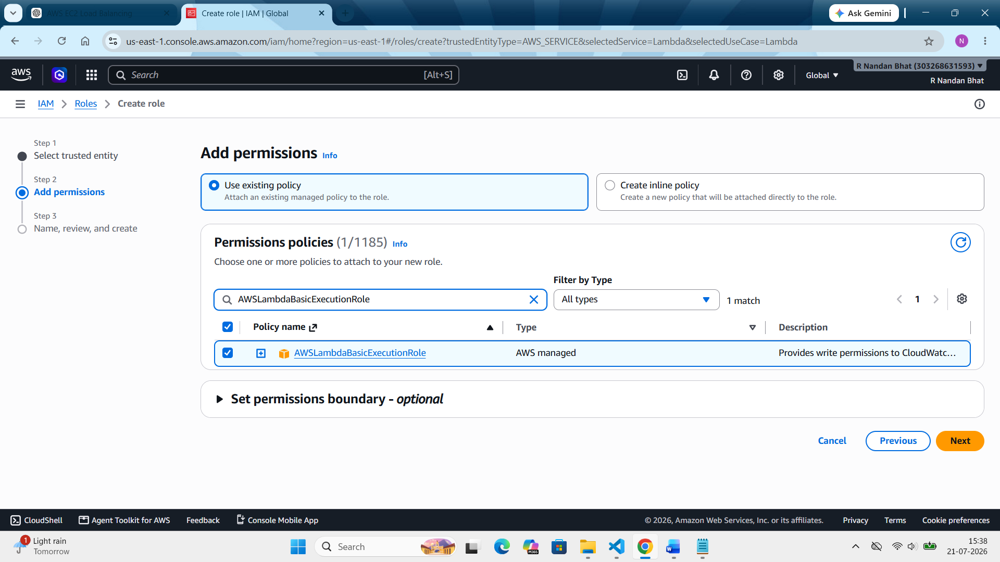 AWS EC2 Load Balancing
Create role | IAM | Global
Ask Gemini
us-east-1.console.aws.amazon.com/iam/home?region=us-east-1#/roles/create?trustedEntityType=AWS_SERVICE&selectedService=Lambda&selectedUseCase=Lambda
N
aws
Search
[Alt+S]
Global
R Nandan Bhat (303268631593)
R Nandan Bhat
IAM
Roles
Create role
Step 1
Select trusted entity
Step 2
Add permissions
Step 3
Name, review, and create
Add permissions Info
Use existing policy
Attach an existing managed policy to the role.
Create inline policy
Create a new policy that will be attached directly to the role.
Permissions policies (1/1185) Info
Choose one or more policies to attach to your new role.
Filter by Type
AWSLambdaBasicExecutionRole
All types
1 match
1
Policy name
Type
Description
AWSLambdaBasicExecutionRole
AWS managed
Provides write permissions to CloudWatc...
Set permissions boundary - optional
Cancel
Previous
Next
CloudShell
Agent Toolkit for AWS
Feedback
Console Mobile App
© 2026, Amazon Web Services, Inc. or its affiliates.
Privacy
Terms
Cookie preferences
1
Light rain
Tomorrow
Search
M365
W
15:38
21-07-2026